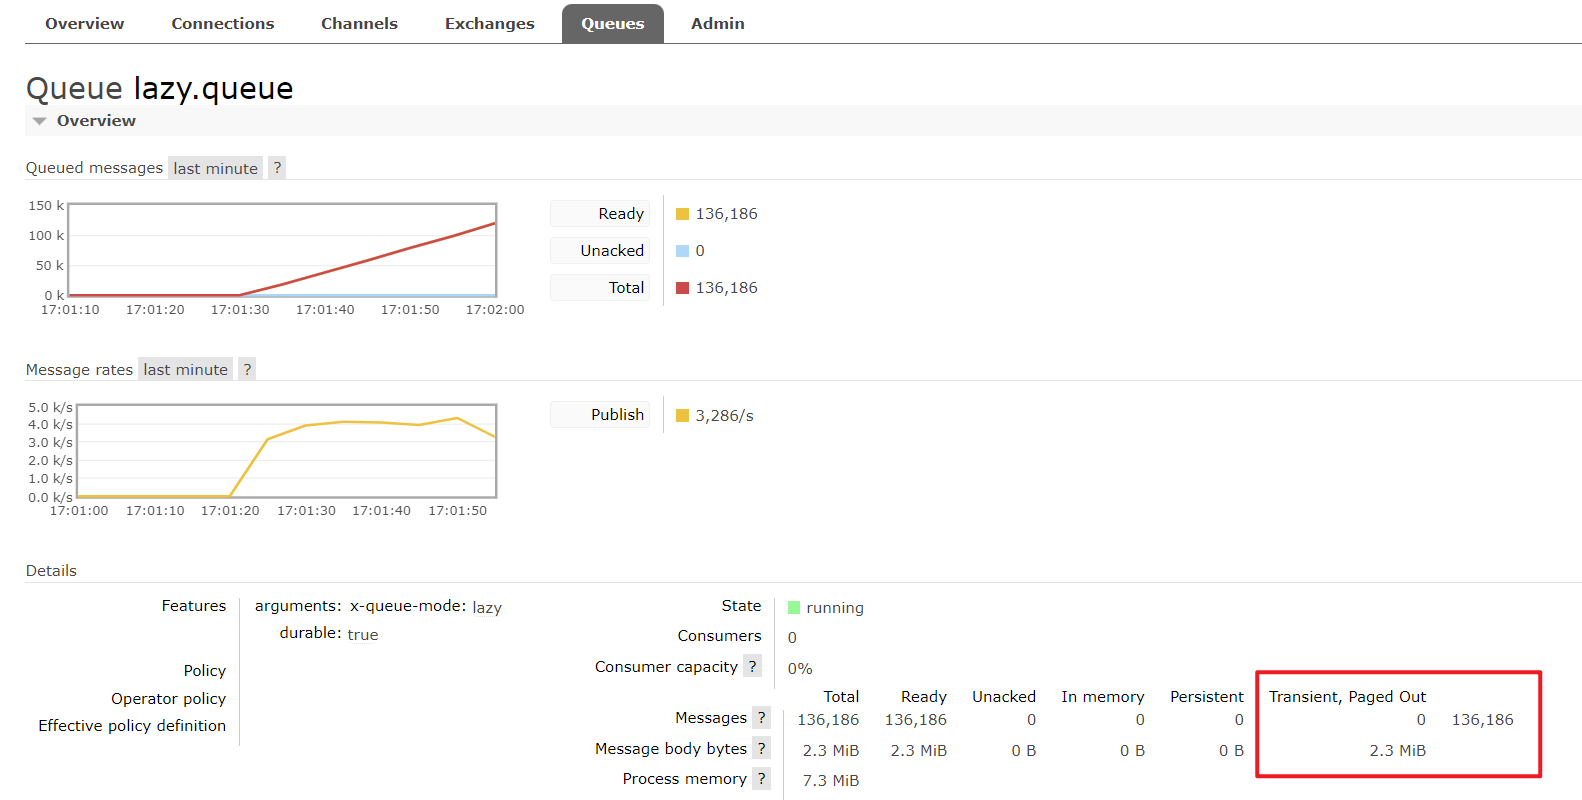 Overview Connections Channels Exchanges Queues Admin
Queue lazy.queue
Overview
Queued messages last minute ?
150 k
100 k
50 k
0 k
17:01:10 17:01:20 17:01:30 17:01:40 17:01:50 17:02:00
Ready 136,186
Unacked 0
Total 136,186
Message rates last minute ?
5.0 k/s
4.0 k/s
3.0 k/s
2.0 k/s
1.0 k/s
0.0 k/s
17:01:00 17:01:10 17:01:20 17:01:30 17:01:40 17:01:50
Publish 3,286/s
Details
Features arguments: x-queue-mode: lazy
durable: true
Policy
Operator policy
Effective policy definition
State running
Consumers 0
Consumer capacity ? 0%
Total Ready Unacked In memory Persistent Transient, Paged Out
Messages ? 136,186 136,186 0 0 0 0 136,186
Message body bytes ? 2.3 MiB 2.3 MiB 0 B 0 B 0 B 2.3 MiB
Process memory ? 7.3 MiB